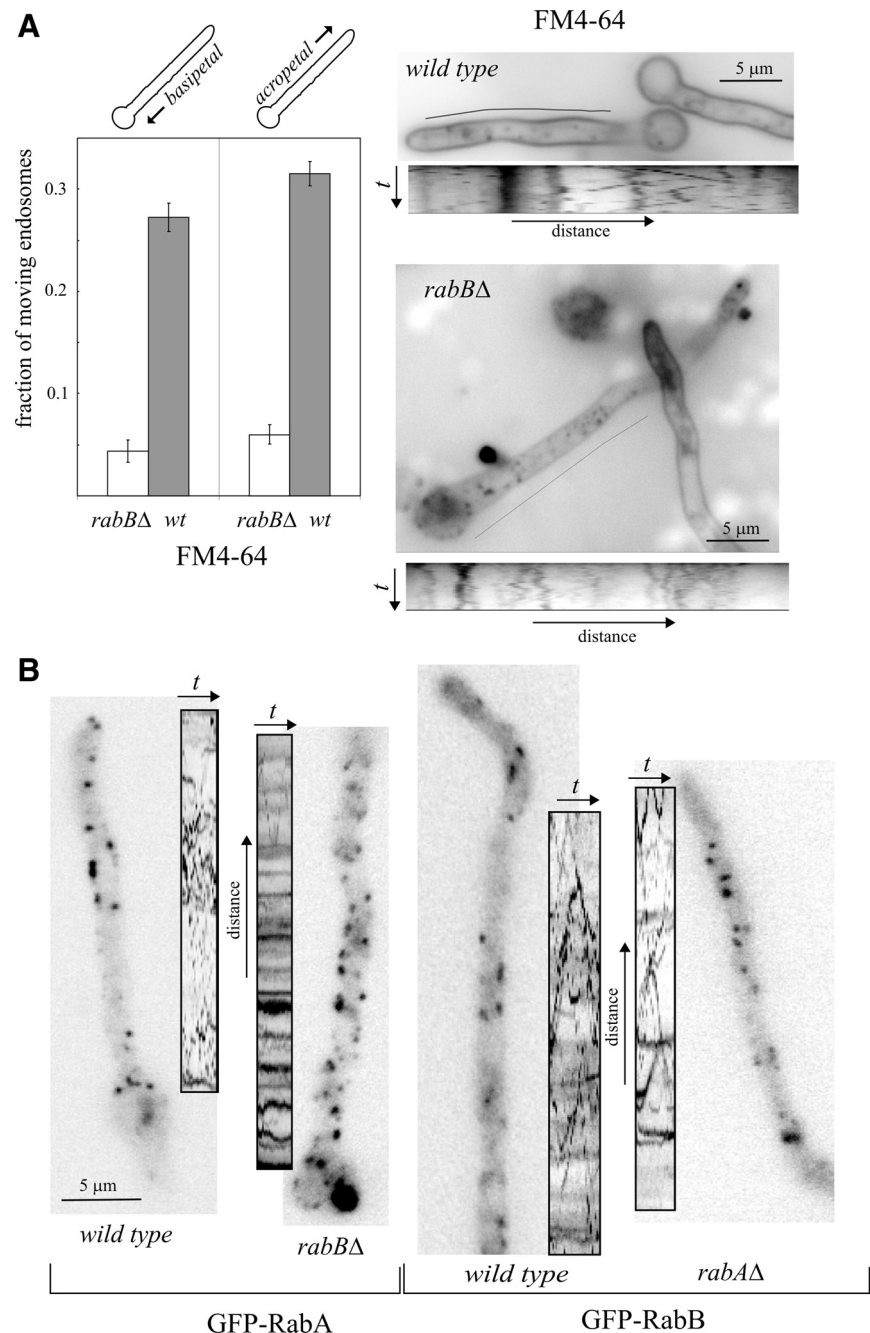 A
basipetal
acropetal
fraction of moving endosomes
0.3
0.2
0.1
rabBΔ wt
rabBΔ wt
FM4-64
FM4-64
wild type
5 μm
t
distance
rabBΔ
5 μm
t
distance
B
t
t
distance
5 μm
wild type
rabBΔ
GFP-RabA
t
t
distance
wild type
rabAΔ
GFP-RabB